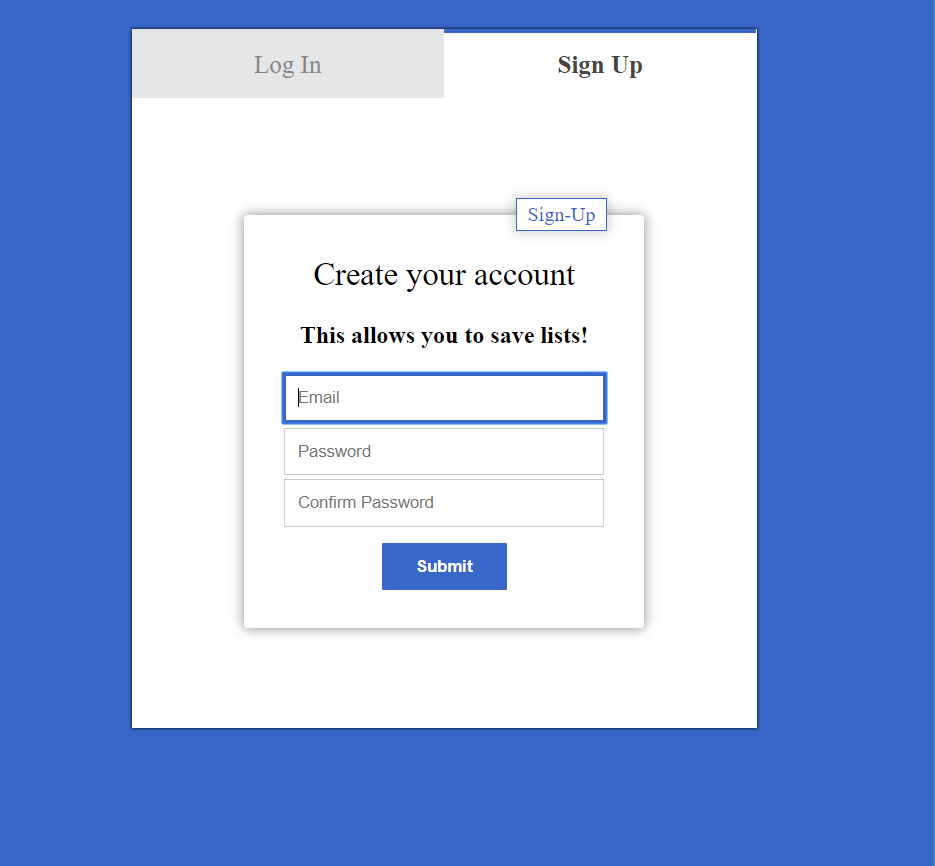 Log In
Sign Up
Sign-Up
Create your account
This allows you to save lists!
Email
Password
Confirm Password
Submit